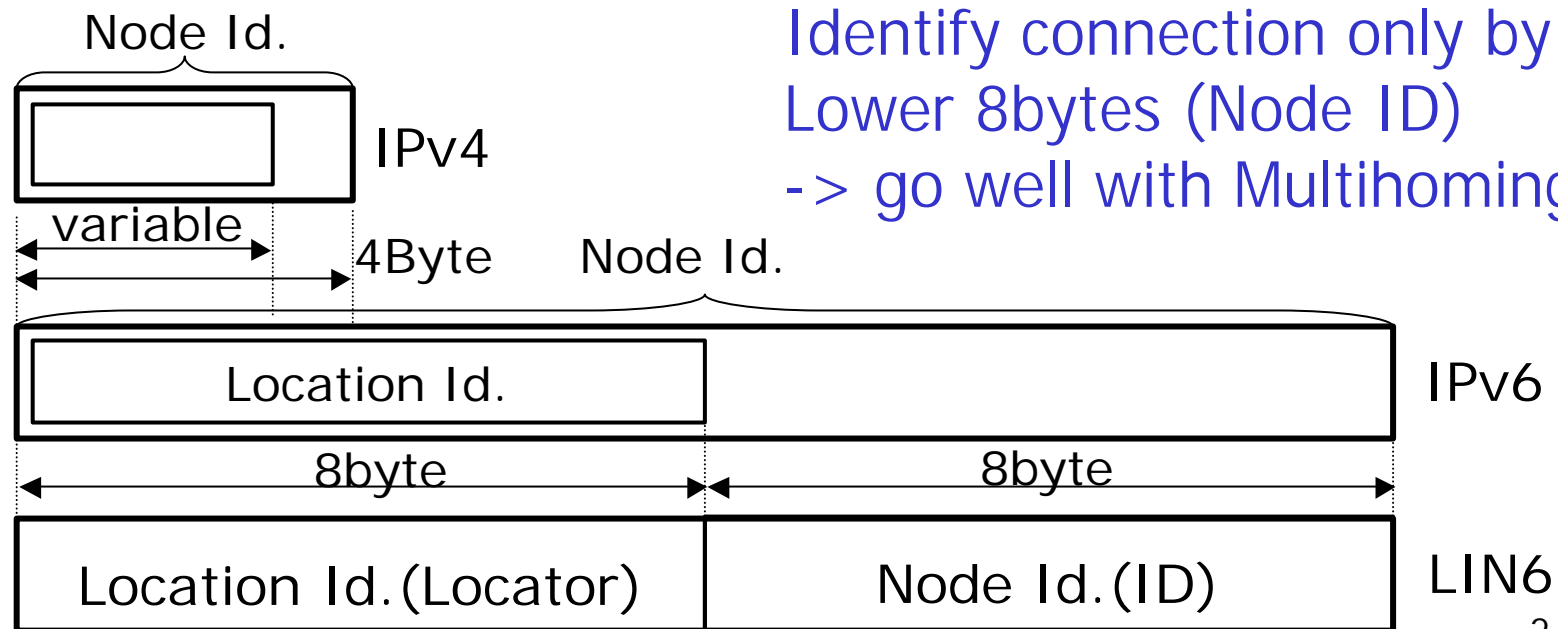 Node Id.
Identify connection only by
Lower 8bytes (Node ID)
-> go well with Multihoming
IPv4
variable
4Byte
Node Id.
Location Id.
IPv6
8byte
8byte
Location Id.(Locator)
Node Id.(ID)
LIN6